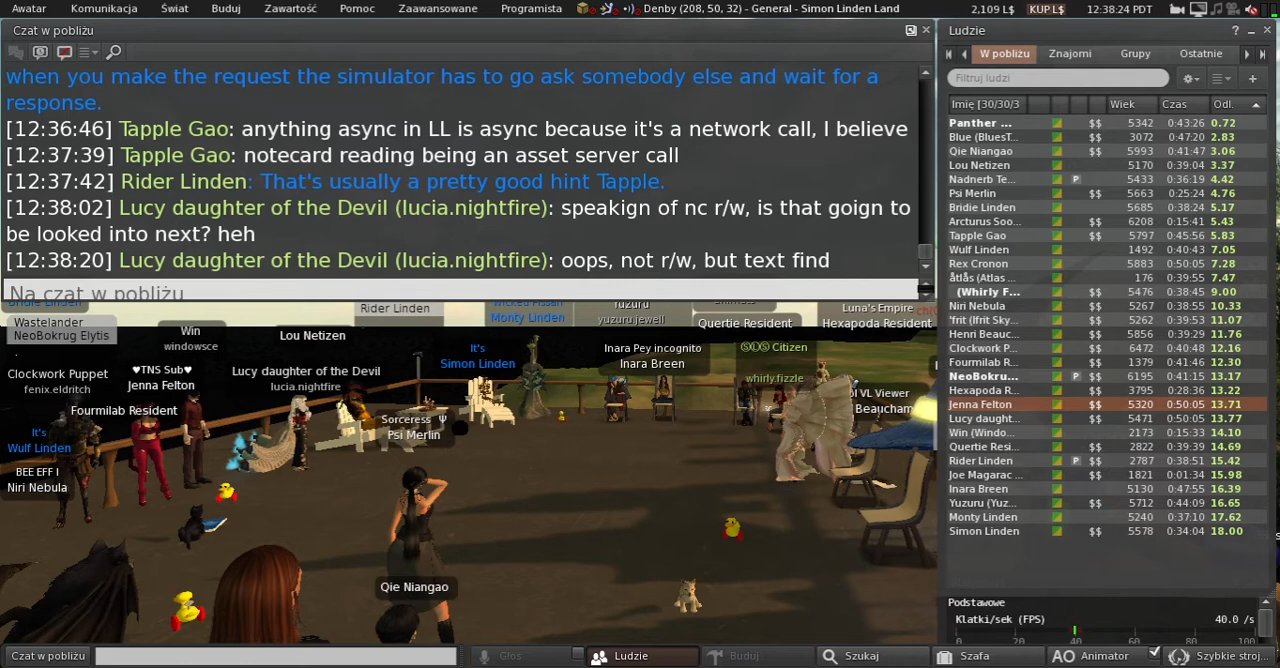 Awatar Komunikacja Świat Buduj Zawartość Pomoc Zaawansowane Programista Denby (208, 50, 32) - General - Simon Linden Land 2,109 L$ KUP L$ 12:38:24 PDT
Czat w pobliżu
when you make the request the simulator has to go ask somebody else and wait for a
response.
[12:36:46] Tapple Gao: anything async in LL is async because it's a network call, I believe
[12:37:39] Tapple Gao: notecard reading being an asset server call
[12:37:42] Rider Linden: That's usually a pretty good hint Tapple.
[12:38:02] Lucy daughter of the Devil (lucia.nightfire): speakign of nc r/w, is that goign to
be looked into next? heh
[12:38:20] Lucy daughter of the Devil (lucia.nightfire): oops, not r/w, but text find
Na czat w pobliżu
Rider Linden
Monty Linden
yuzuru
yuzuru jewell
Quertie Resident
Luna's Empire
Hexapoda Resident
Wastelander
NeoBokrug Elytis
Win
windowsce
Lou Netizen
It's
Simon Linden
Inara Pey incognito
Inara Breen
ⓈⓁⓈ Citizen
whirly.fizzle
Clockwork Puppet
fenix.eldritch
♥TNS Sub♥
Jenna Felton
Lucy daughter of the Devil
lucia.nightfire
VL Viewer
Beaucham
Fourmilab Resident
Sorceress Ψ
Psi Merlin
It's
Wulf Linden
BEE EFF I
Niri Nebula
Qie Niangao
Ludzie
W pobliżu Znajomi Grupy Ostatnie
Filtruj ludzi
Imię [30/30/3 Wiek Czas Odl.
Panther ... $$ 5342 0:43:26 0.72
Blue (BluesT... 3072 0:47:20 2.83
Qie Niangao $$ 5993 0:41:47 3.06
Lou Netizen 5170 0:39:04 3.37
Nadnerb Te... P 5433 0:36:19 4.42
Psi Merlin $$ 5763 0:25:24 4.76
Bridie Linden 5685 0:38:24 5.17
Arcturus Soo... $$ 6208 0:15:41 5.43
Tapple Gao $$ 5797 0:45:56 5.83
Wulf Linden 1492 0:40:43 7.05
Rex Cronon 5883 0:50:05 7.28
åtlås (Atlas ... 176 0:39:55 7.47
(Whirly F... $$ 5476 0:38:45 9.00
Niri Nebula $$ 5267 0:38:55 10.33
'frit (Ifrit Sky... $$ 5262 0:39:53 11.07
Henri Beauc... $$ 5856 0:39:29 11.76
Clockwork P... $$ 6472 0:40:48 12.16
Fourmilab R... $$ 1379 0:41:46 12.30
NeoBokru... P $$ 6195 0:41:15 13.17
Hexapoda R... $$ 3795 0:28:36 13.22
Jenna Felton $$ 5320 0:50:05 13.71
Lucy daught... $$ 5471 0:50:05 13.77
Win (Windo... 2173 0:15:33 14.10
Quertie Resi... $$ 2822 0:39:39 14.69
Rider Linden P $$ 2787 0:38:51 15.42
Joe Magarac ... $$ 1821 0:01:34 15.98
Inara Breen 5130 0:47:55 16.39
Yuzuru (Yuz... $$ 5712 0:44:09 16.65
Monty Linden 5240 0:37:10 17.62
Simon Linden $$ 5578 0:34:04 18.00
Podstawowe
Klatki/sek (FPS) 40.0 /s
0 20 40 60 80 100
Czat w pobliżu Głos Ludzie Buduj Szukaj Szafa AO Animator Szybkie stroj...